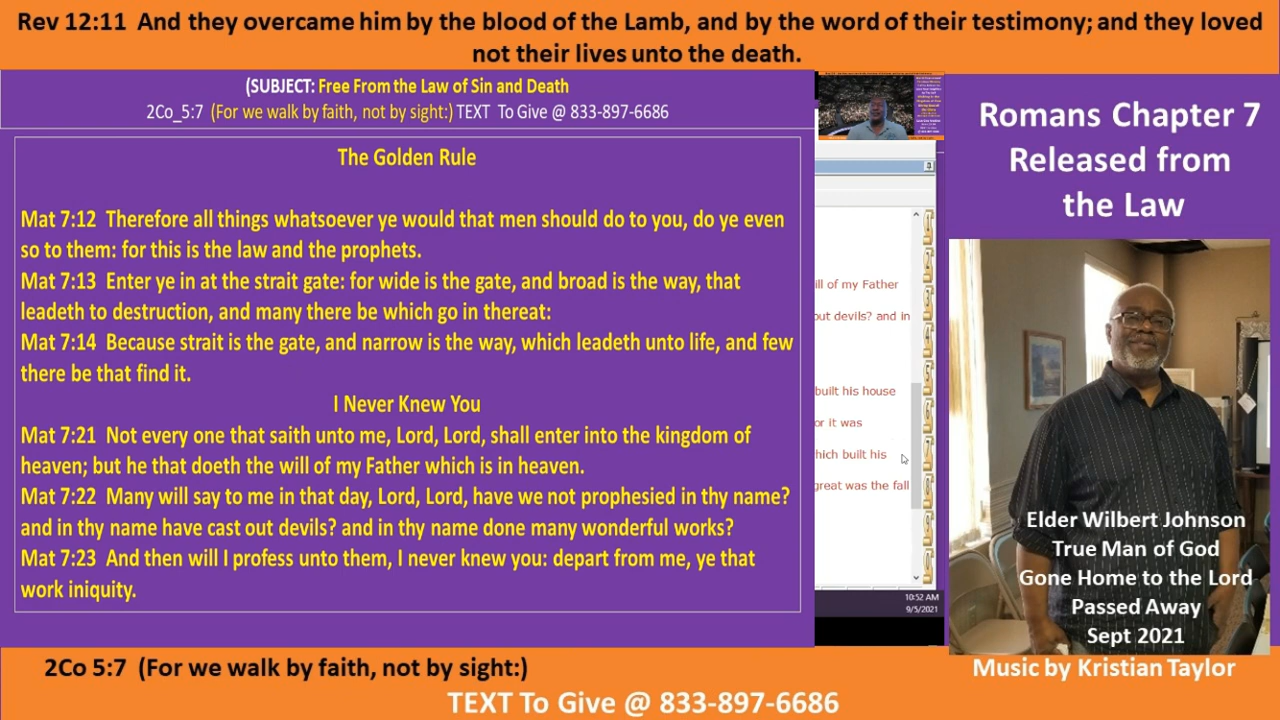 Rev 12:11  And they overcame him by the blood of the Lamb, and by the word of their testimony; and they loved
not their lives unto the death.
(SUBJECT: Free From the Law of Sin and Death
2Co_5:7  (For we walk by faith, not by sight:) TEXT  To Give @ 833-897-6686
The Golden Rule
Mat 7:12  Therefore all things whatsoever ye would that men should do to you, do ye even
so to them: for this is the law and the prophets.
Mat 7:13  Enter ye in at the strait gate: for wide is the gate, and broad is the way, that
leadeth to destruction, and many there be which go in thereat:
Mat 7:14  Because strait is the gate, and narrow is the way, which leadeth unto life, and few
there be that find it.
I Never Knew You
Mat 7:21  Not every one that saith unto me, Lord, Lord, shall enter into the kingdom of
heaven; but he that doeth the will of my Father which is in heaven.
Mat 7:22  Many will say to me in that day, Lord, Lord, have we not prophesied in thy name?
and in thy name have cast out devils? and in thy name done many wonderful works?
Mat 7:23  And then will I profess unto them, I never knew you: depart from me, ye that
work iniquity.
ill of my Father
out devils? and in
built his house
or it was
hich built his
great was the fall
10:52 AM
9/5/2021
Romans Chapter 7
Released from
the Law
Elder Wilbert Johnson
True Man of God
Gone Home to the Lord
Passed Away
Sept 2021
2Co 5:7  (For we walk by faith, not by sight:)
Music by Kristian Taylor
TEXT To Give @ 833-897-6686